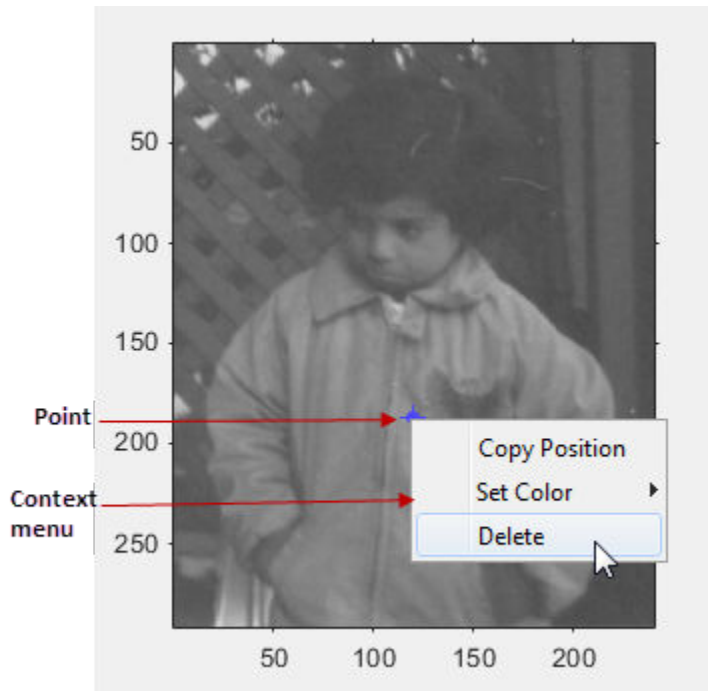 50
100
150
Point
200
Context
menu
250
Copy Position
Set Color
Delete
50 100 150 200